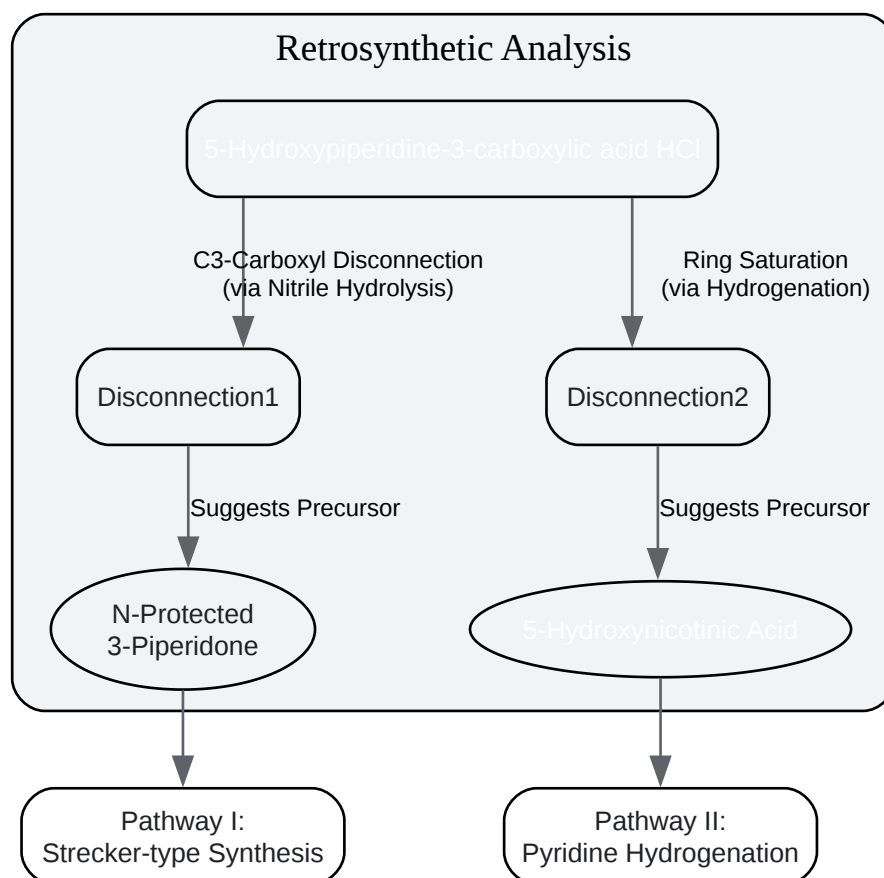 Retrosynthetic Analysis
5-Hydroxypiperidine-3-carboxylic acid HCl
C3-Carboxyl Disconnection
(via Nitrile Hydrolysis)
Ring Saturation
(via Hydrogenation)
Disconnection1
Disconnection2
Suggests Precursor
Suggests Precursor
N-Protected
3-Piperidone
5-Hydroxynicotinic Acid
Pathway I:
Strecker-type Synthesis
Pathway II:
Pyridine Hydrogenation